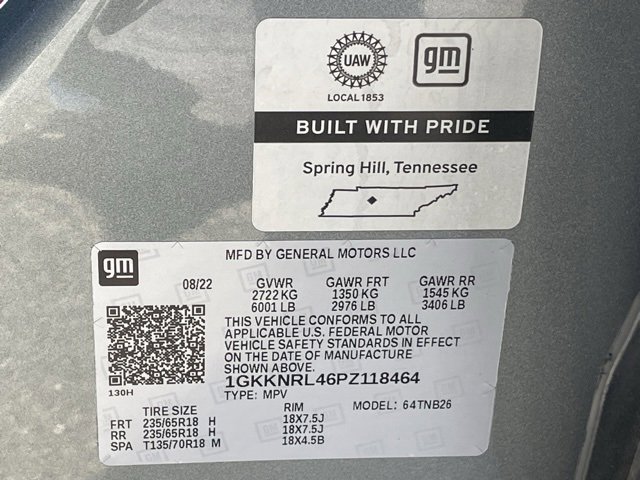 UAW gm
LOCAL 1853
BUILT WITH PRIDE
Spring Hill, Tennessee
gm MFD BY GENERAL MOTORS LLC
08/22 GVWR GAWR FRT GAWR RR
2722 KG 1350 KG 1545 KG
6001 LB 2976 LB 3406 LB
THIS VEHICLE CONFORMS TO ALL
APPLICABLE U.S. FEDERAL MOTOR
VEHICLE SAFETY STANDARDS IN EFFECT
ON THE DATE OF MANUFACTURE
SHOWN ABOVE.
130H 1GKKNRL46PZ118464
TYPE: MPV MODEL: 64TNB26
TIRE SIZE RIM
FRT 235/65R18 H 18X7.5J
RR 235/65R18 H 18X7.5J
SPA T135/70R18 M 18X4.5B